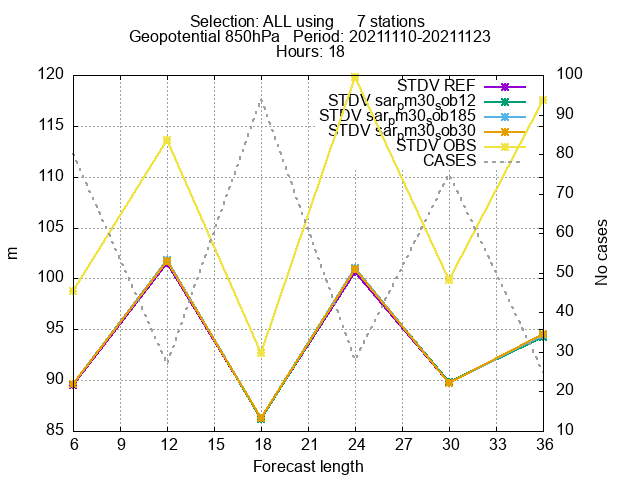 Selection: ALL using     7 stations
Geopotential 850hPa   Period: 20211110-20211123
Hours: 18
120 100
STDV REF
STDV sar_pm30_sob12
115 90
STDV sar_pm30_sob185
STDV sar_pm30_sob30
STDV OBS
80
CASES
110
70
105 60
m No cases
100 50
40
95
30
90
20
85 10
6 9 12 15 18 21 24 27 30 33 36
Forecast length